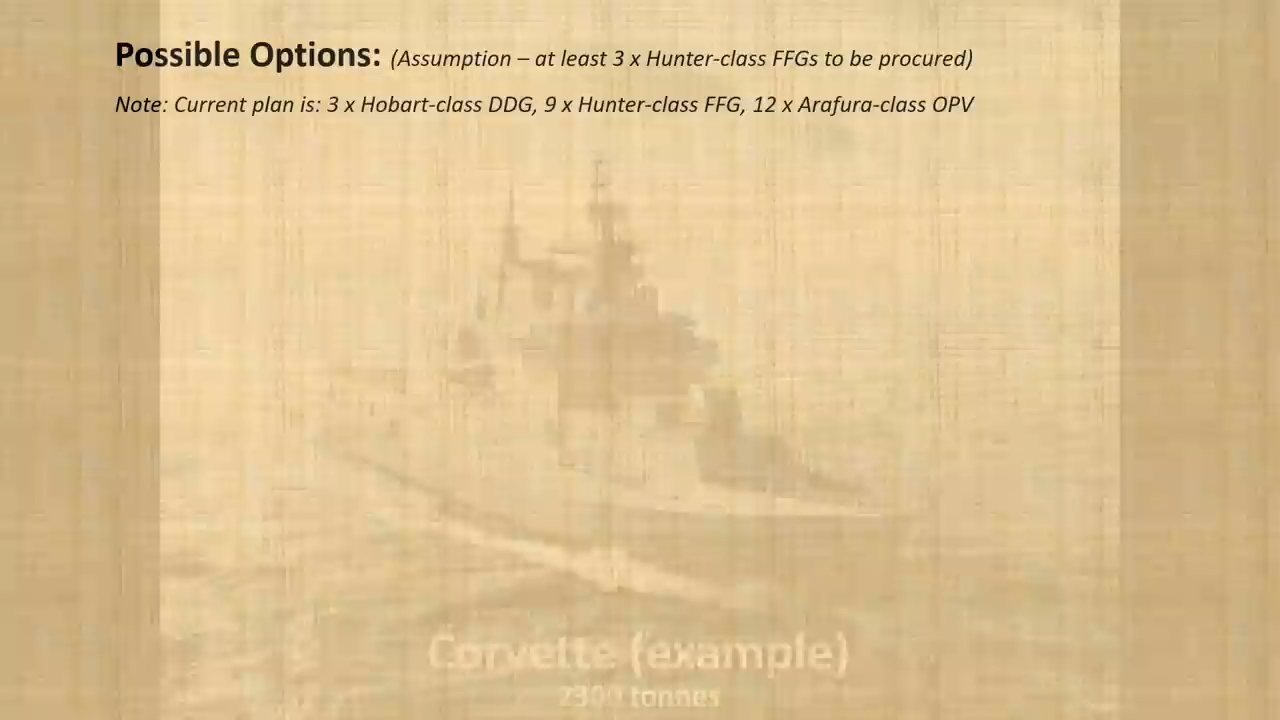 Possible Options: (Assumption – at least 3 x Hunter-class FFGs to be procured)
Note: Current plan is: 3 x Hobart-class DDG, 9 x Hunter-class FFG, 12 x Arafura-class OPV
Corvette (example)
2300 tonnes